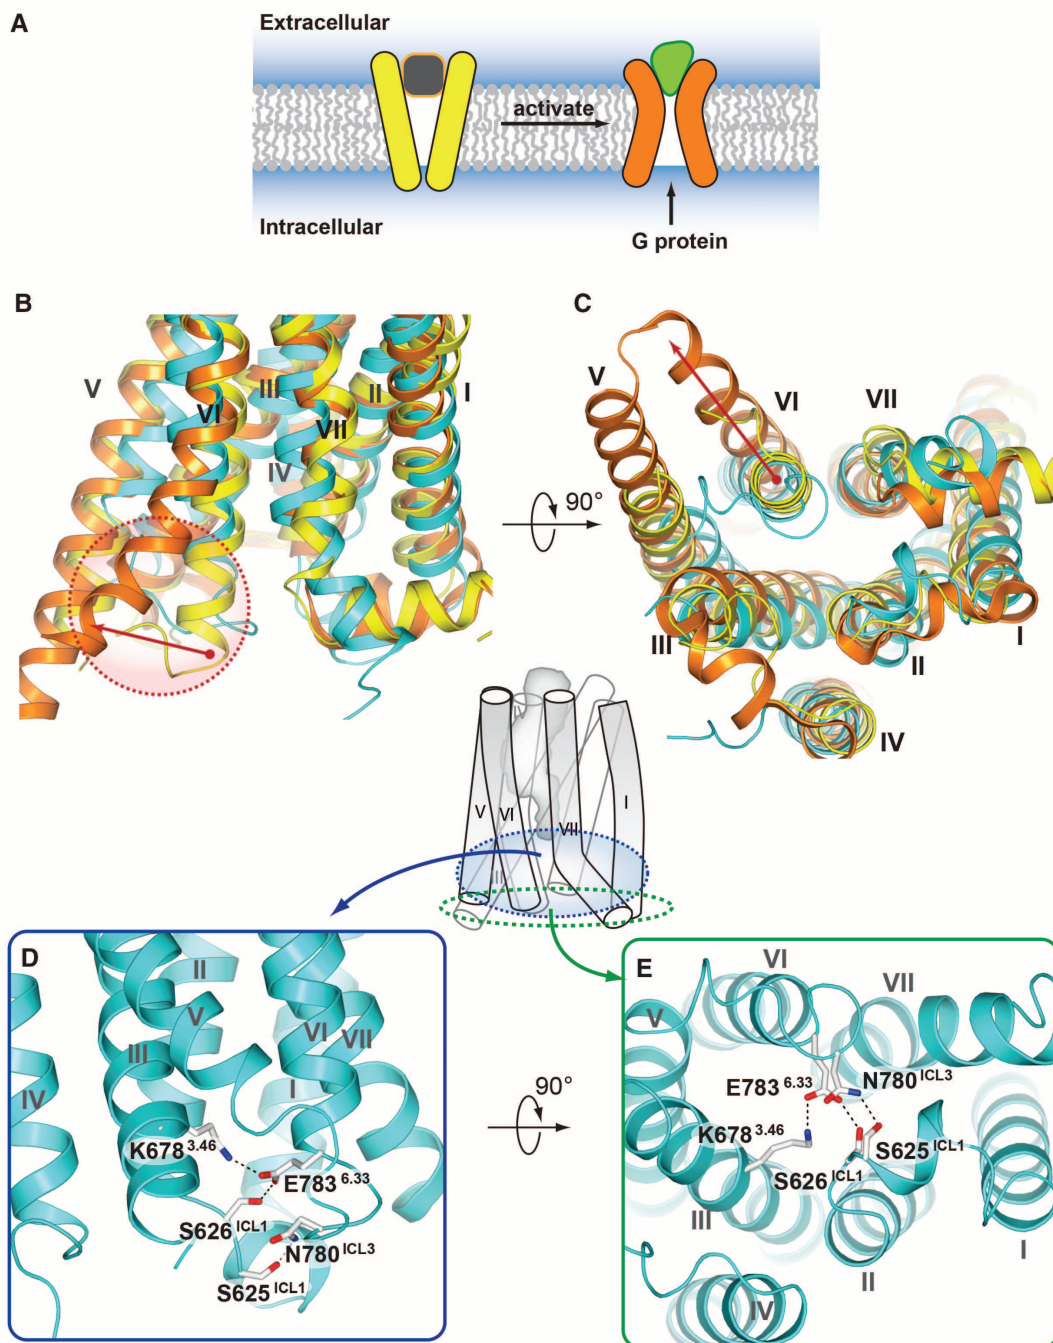 A
Extracellular
activate
Intracellular
G protein
B
V
VI
III
II
I
VII
IV
90°
C
V
VI
VII
III
II
I
IV
V
VI
VII
I
III
D
II
V
III
VI
VII
IV
I
K678 3.46
E783 6.33
S626 ICL1
N780 ICL3
S625 ICL1
90°
E
VI
VII
V
E783 6.33
N780 ICL3
K678 3.46
S625 ICL1
S626 ICL1
III
I
II
IV